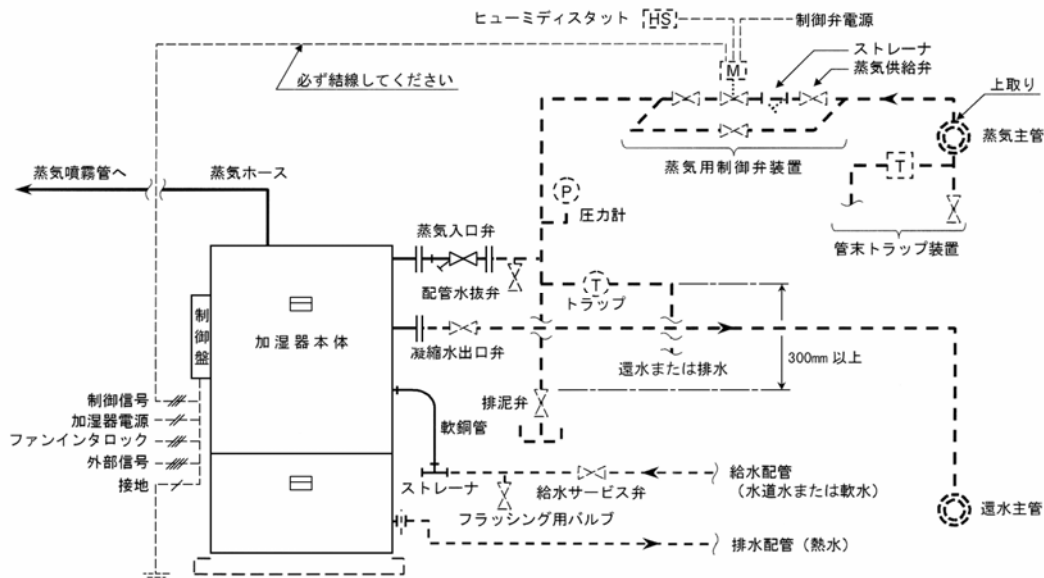 ヒューミディスタット
HS
制御弁電源
ストレーナ
蒸気供給弁
M
必ず結線してください
上取り
蒸気主管
蒸気用制御弁装置
T
蒸気噴霧管へ
蒸気ホース
P
圧力計
管末トラップ装置
蒸気入口弁
配管水抜弁
T
トラップ
制御盤
加湿器本体
凝縮水出口弁
還水または排水
300mm 以上
制御信号
加湿器電源
ファンインタロック
外部信号
接地
軟銅管
排泥弁
ストレーナ
給水サービス弁
給水配管
(水道水または軟水)
フラッシング用バルブ
還水主管
排水配管(熱水)